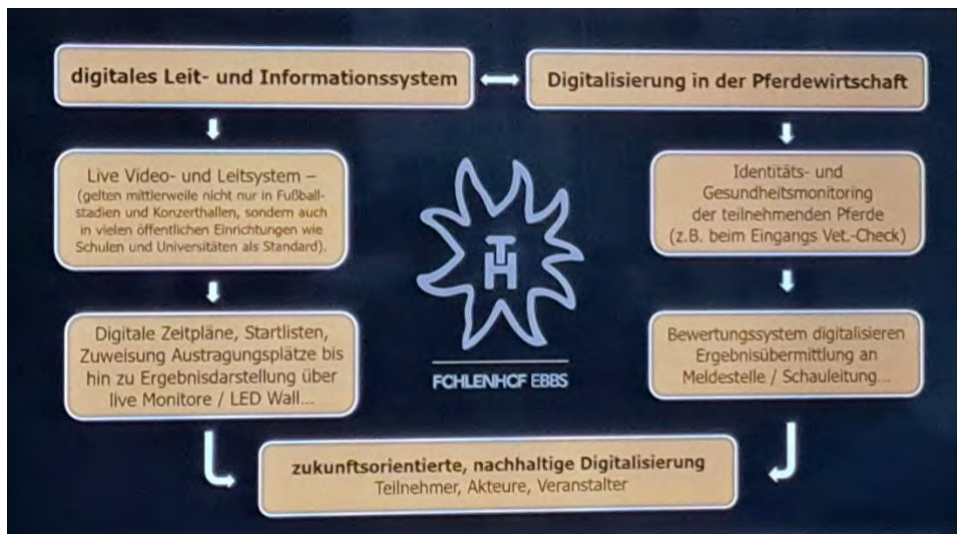 digitales Leit- und Informationssystem
Digitalisierung in der Pferdewirtschaft
Live Video- und Leitsystem –
(gelten mittlerweile nicht nur in Fußball-
stadien und Konzerthallen, sondern auch
in vielen öffentlichen Einrichtungen wie
Schulen und Universitäten als Standard).
Digitale Zeitpläne, Startlisten,
Zuweisung Austragungsplätze bis
hin zu Ergebnisdarstellung über
live Monitore / LED Wall...
TH
FOHLENHOF EBBS
Identitäts- und
Gesundheitsmonitoring
der teilnehmenden Pferde
(z.B. beim Eingangs Vet.-Check)
Bewertungssystem digitalisieren
Ergebnisübermittlung an
Meldestelle / Schauleitung...
zukunftsorientierte, nachhaltige Digitalisierung
Teilnehmer, Akteure, Veranstalter